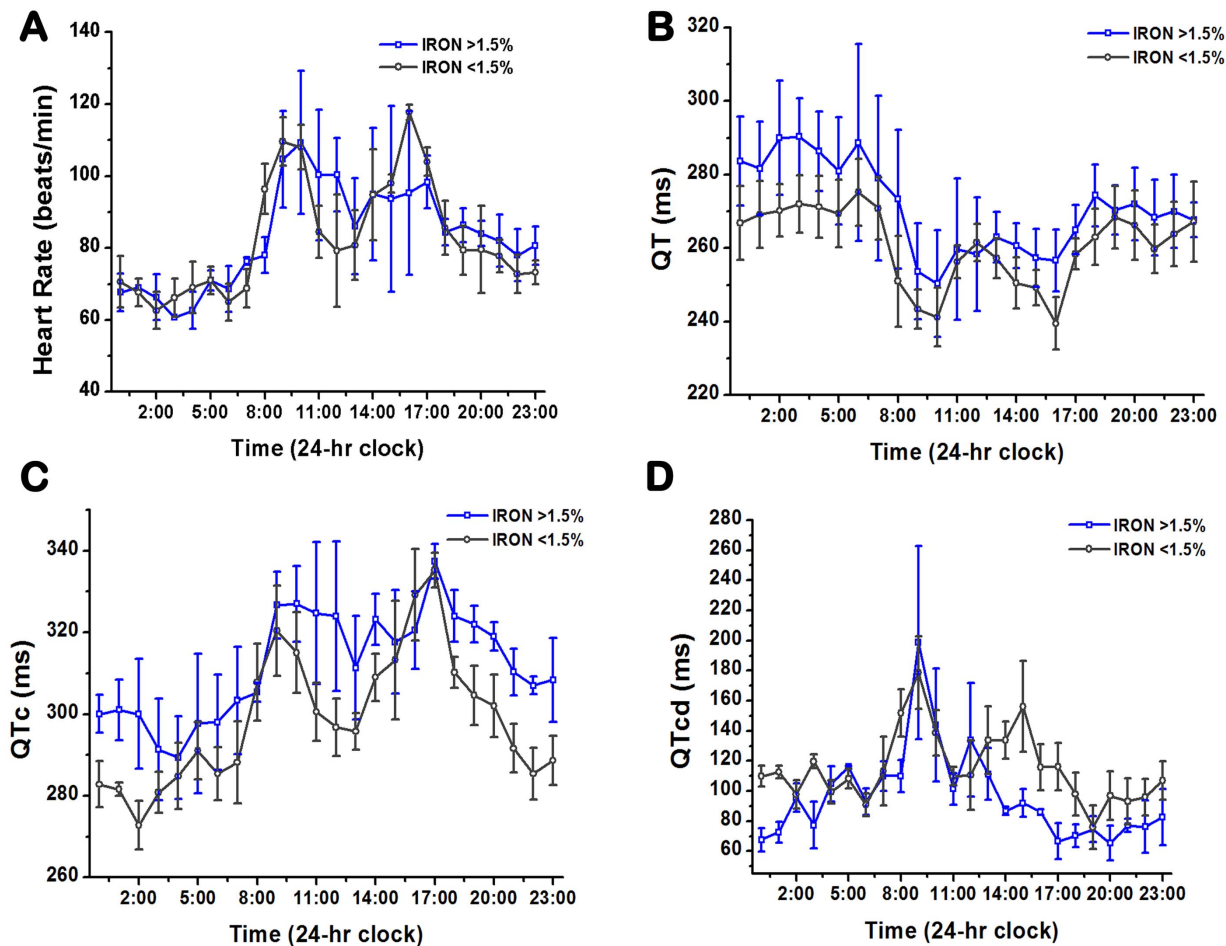 A
IRON >1.5%
IRON <1.5%
Heart Rate (beats/min)
140
120
100
80
60
40
2:00 5:00 8:00 11:00 14:00 17:00 20:00 23:00
Time (24-hr clock)
B
IRON >1.5%
IRON <1.5%
QT (ms)
320
300
280
260
240
220
2:00 5:00 8:00 11:00 14:00 17:00 20:00 23:00
Time (24-hr clock)
C
IRON >1.5%
IRON <1.5%
QTc (ms)
340
320
300
280
260
2:00 5:00 8:00 11:00 14:00 17:00 20:00 23:00
Time (24-hr clock)
D
IRON >1.5%
IRON <1.5%
QTcd (ms)
280
260
240
220
200
180
160
140
120
100
80
60
2:00 5:00 8:00 11:00 14:00 17:00 20:00 23:00
Time (24-hr clock)